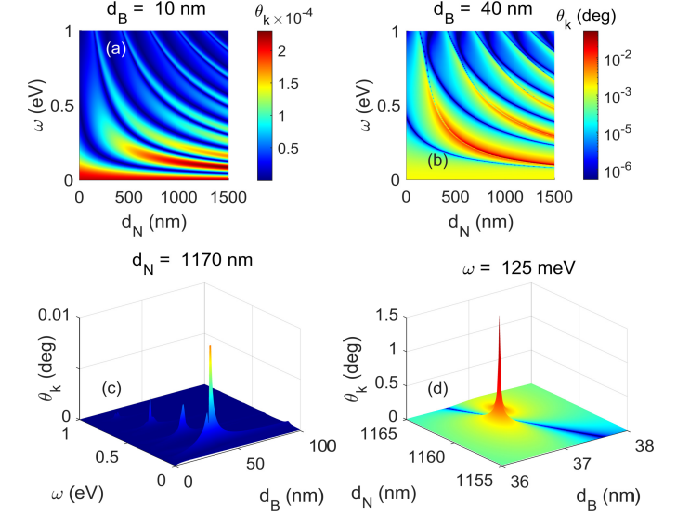 d_B = 10 nm
θ_k × 10^-4
d_B = 40 nm
θ_k (deg)
(a)
1
0.5
0
ω (eV)
0 500 1000 1500
d_N (nm)
2
1.5
1
0.5
(b)
1
0.5
0
ω (eV)
0 500 1000 1500
d_N (nm)
10^-2
10^-3
10^-5
10^-6
d_N = 1170 nm
(c)
0.01
0
θ_k (deg)
1
0.5
0
ω (eV)
0
50
100
d_B (nm)
ω = 125 meV
(d)
1.5
1
0.5
0
θ_k (deg)
1165
1160
1155
d_N (nm)
36
37
38
d_B (nm)